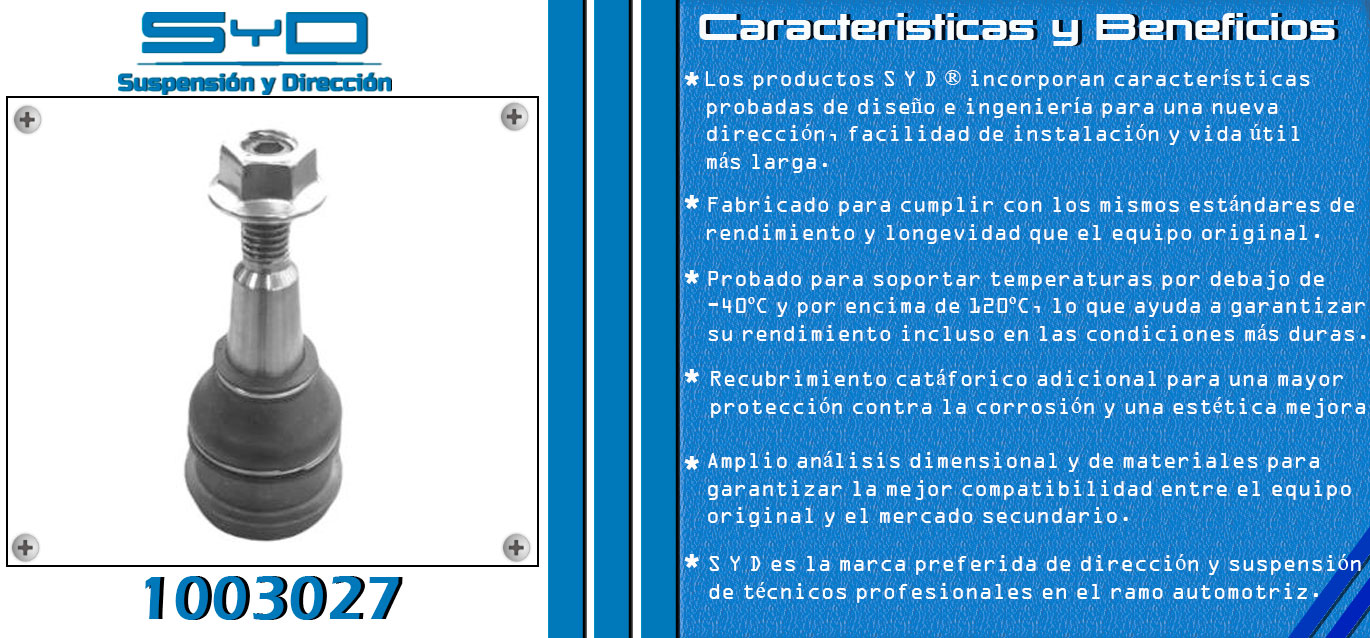 SYD
Suspensión y Dirección
1003027
Caracteristicas y Beneficios
* Los productos S Y D ® incorporan características
probadas de diseño e ingeniería para una nueva
dirección, facilidad de instalación y vida útil
más larga.
* Fabricado para cumplir con los mismos estándares de
rendimiento y longevidad que el equipo original.
* Probado para soportar temperaturas por debajo de
-40ºC y por encima de 120ºC, lo que ayuda a garantizar
su rendimiento incluso en las condiciones más duras.
* Recubrimiento catáforico adicional para una mayor
protección contra la corrosión y una estética mejora
* Amplio análisis dimensional y de materiales para
garantizar la mejor compatibilidad entre el equipo
original y el mercado secundario.
* S Y D es la marca preferida de dirección y suspensión
de técnicos profesionales en el ramo automotriz.